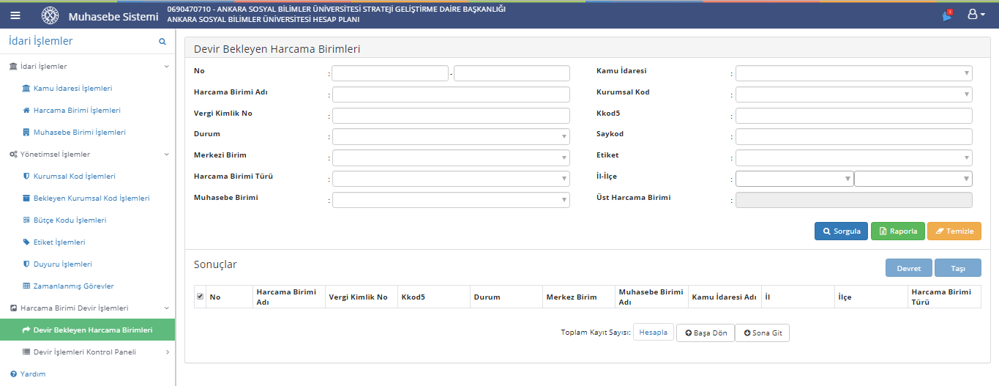 Muhasebe Sistemi
0690470710 - ANKARA SOSYAL BİLİMLER ÜNİVERSİTESİ STRATEJİ GELİŞTİRME DAİRE BAŞKANLIĞI
ANKARA SOSYAL BİLİMLER ÜNİVERSİTESİ HESAP PLANI
İdari İşlemler
İdari İşlemler
Kamu İdaresi İşlemleri
Harcama Birimi İşlemleri
Muhasebe Birimi İşlemleri
Yönetimsel İşlemler
Kurumsal Kod İşlemleri
Bekleyen Kurumsal Kod İşlemleri
Bütçe Kodu İşlemleri
Etiket İşlemleri
Duyuru İşlemleri
Zamanlanmış Görevler
Harcama Birimi Devir İşlemleri
Devir Bekleyen Harcama Birimleri
Devir İşlemleri Kontrol Paneli
Yardım
Devir Bekleyen Harcama Birimleri
No : - Kamu İdaresi :
Harcama Birimi Adı : Kurumsal Kod :
Vergi Kimlik No : Kkod5 :
Durum : Saykod :
Merkezi Birim : Etiket :
Harcama Birimi Türü : İl-İlçe :
Muhasebe Birimi : Üst Harcama Birimi :
Sorgula Raporla Temizle
Sonuçlar Devret Taşı
No Harcama Birimi Adı Vergi Kimlik No Kkod5 Durum Merkez Birim Muhasebe Birimi Adı Kamu İdaresi Adı İl İlçe Harcama Birimi Türü
Toplam Kayıt Sayısı: Hesapla Başa Dön Sona Git